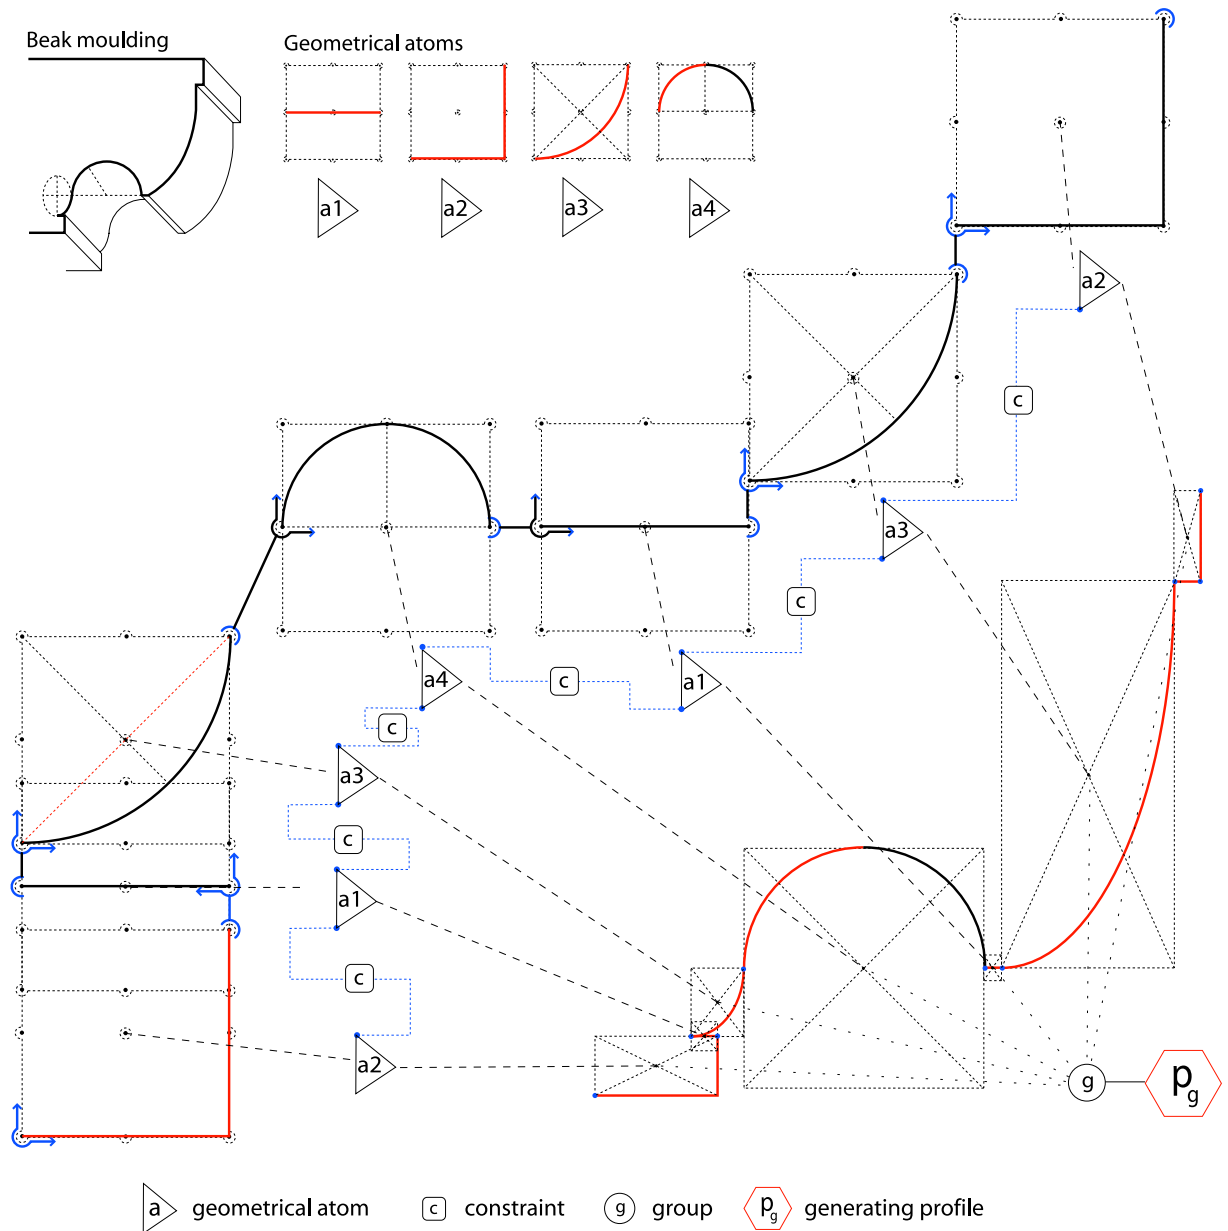 Beak moulding
Geometrical atoms
a1 a2 a3 a4
a2
c
a3
c
a4 c a1
c
a3
c
a1
c
a2
g pg
a geometrical atom c constraint g group pg generating profile